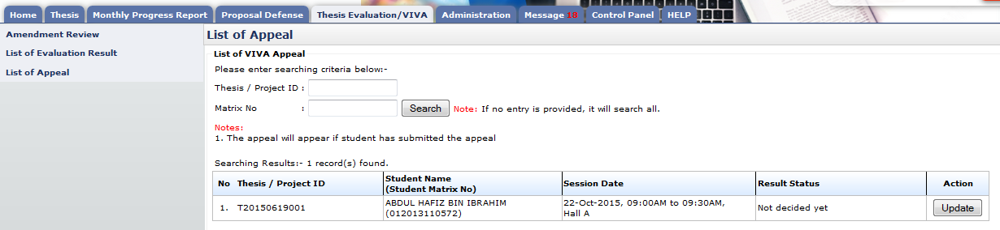 Home Thesis Monthly Progress Report Proposal Defense Thesis Evaluation/VIVA Administration Message 18 Control Panel HELP
Amendment Review
List of Evaluation Result
List of Appeal
List of Appeal
List of VIVA Appeal
Please enter searching criteria below:-
Thesis / Project ID :
Matrix No : Search Note: If no entry is provided, it will search all.
Notes:
1. The appeal will appear if student has submitted the appeal
Searching Results:- 1 record(s) found.
No Thesis / Project ID Student Name Session Date Result Status Action
(Student Matrix No)
1. T20150619001 ABDUL HAFIZ BIN IBRAHIM 22-Oct-2015, 09:00AM to 09:30AM, Not decided yet Update
(012013110572) Hall A